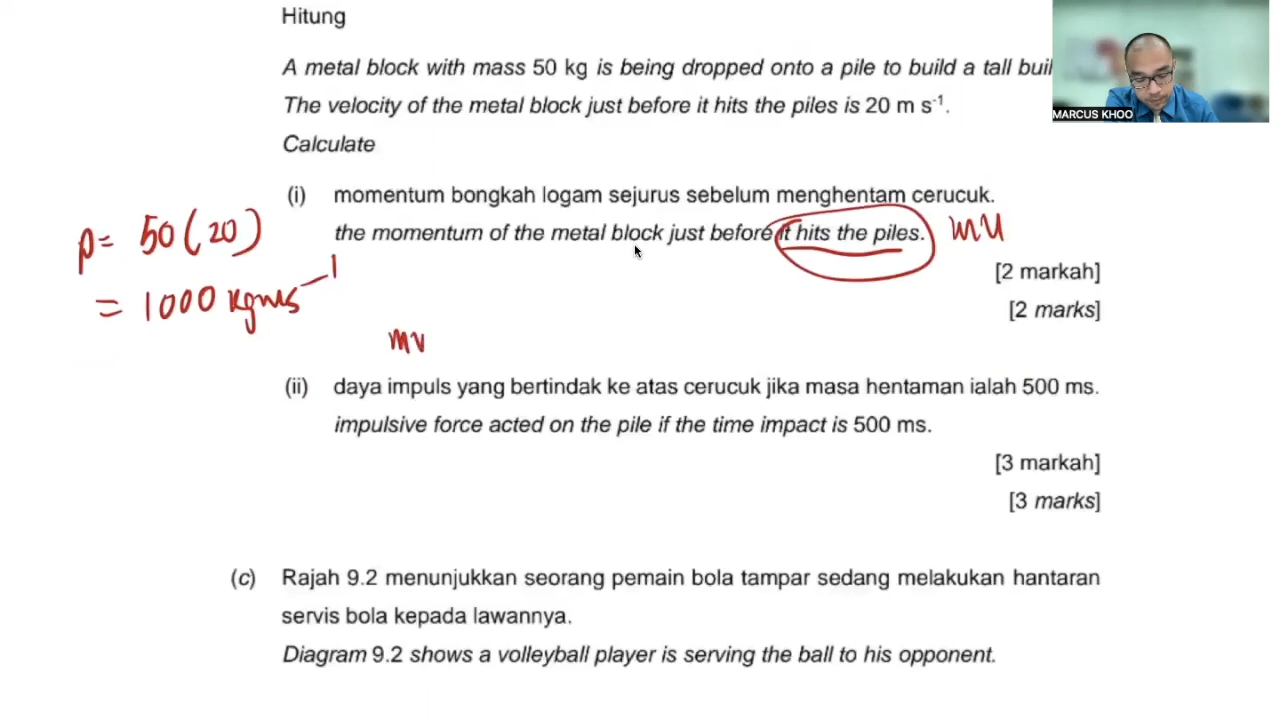 Hitung
A metal block with mass 50 kg is being dropped onto a pile to build a tall buil
The velocity of the metal block just before it hits the piles is 20 m s⁻¹.
MARCUS KHOO
Calculate
(i) momentum bongkah logam sejurus sebelum menghentam cerucuk.
the momentum of the metal block just before it hits the piles. mu
p = 50 (20)
[2 markah]
= 1000 kgms⁻¹
[2 marks]
mv
(ii) daya impuls yang bertindak ke atas cerucuk jika masa hentaman ialah 500 ms.
impulsive force acted on the pile if the time impact is 500 ms.
[3 markah]
[3 marks]
(c) Rajah 9.2 menunjukkan seorang pemain bola tampar sedang melakukan hantaran
servis bola kepada lawannya.
Diagram 9.2 shows a volleyball player is serving the ball to his opponent.